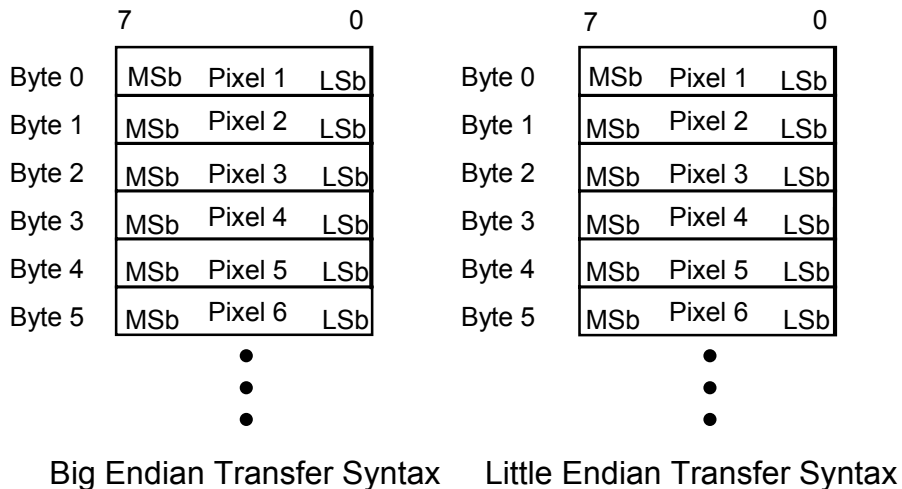 7 0 7 0
Byte 0 MSb Pixel 1 LSb Byte 0 MSb Pixel 1 LSb
Byte 1 MSb Pixel 2 LSb Byte 1 MSb Pixel 2 LSb
Byte 2 MSb Pixel 3 LSb Byte 2 MSb Pixel 3 LSb
Byte 3 MSb Pixel 4 LSb Byte 3 MSb Pixel 4 LSb
Byte 4 MSb Pixel 5 LSb Byte 4 MSb Pixel 5 LSb
Byte 5 MSb Pixel 6 LSb Byte 5 MSb Pixel 6 LSb
Big Endian Transfer Syntax Little Endian Transfer Syntax